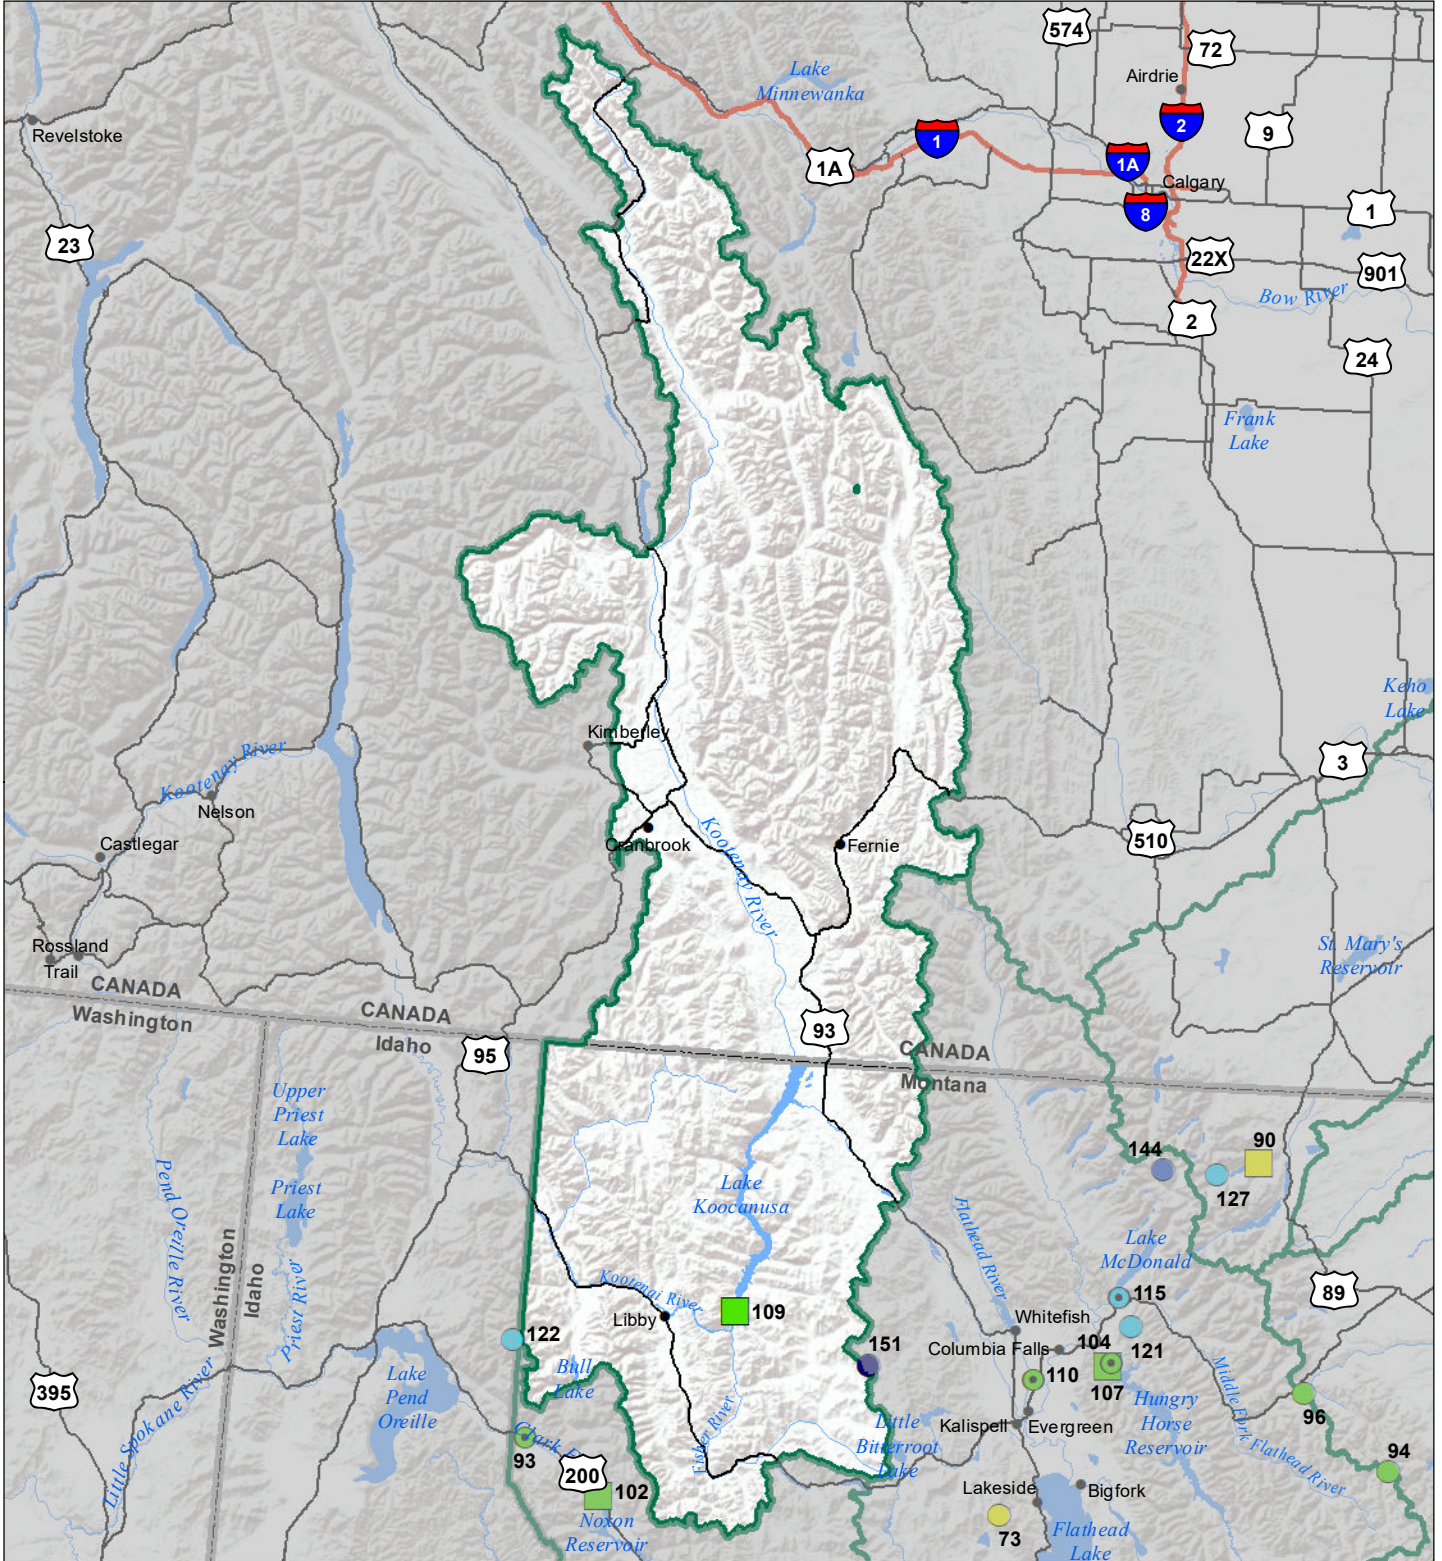 574
72
Lake
Minnewanka
Airdrie
Revelstoke
2
9
1
1A
1A
Calgary
8
1
23
22X
901
Bow River
2
24
Frank
Lake
Keho
Lake
Kimberley
Kootenay River
3
Nelson
Kootenay River
510
Castlegar
Cranbrook
Fernie
Rossland
Trail
St. Mary's
Reservoir
CANADA
Washington
CANADA
Idaho
93
95
CANADA
Montana
Upper
Priest
Lake
144
90
Pend Oreille River
Priest
Lake
Lake
Koocanusa
127
Flathead River
Lake
McDonald
Washington
Idaho
Priest River
Kootenai River
89
115
Libby
109
Whitefish
122
Columbia Falls
104
121
151
Bull
Lake
110
107
395
Lake
Pend
Oreille
Little Spokane River
Hungry
Horse
Reservoir
Middle Fork Flathead River
96
Kalispell
Evergreen
Little
Bitterroot
Lake
Fisher River
Clark F
93
200
102
94
Lakeside
Bigfork
Noxon
Reservoir
73
Flathead
Lake